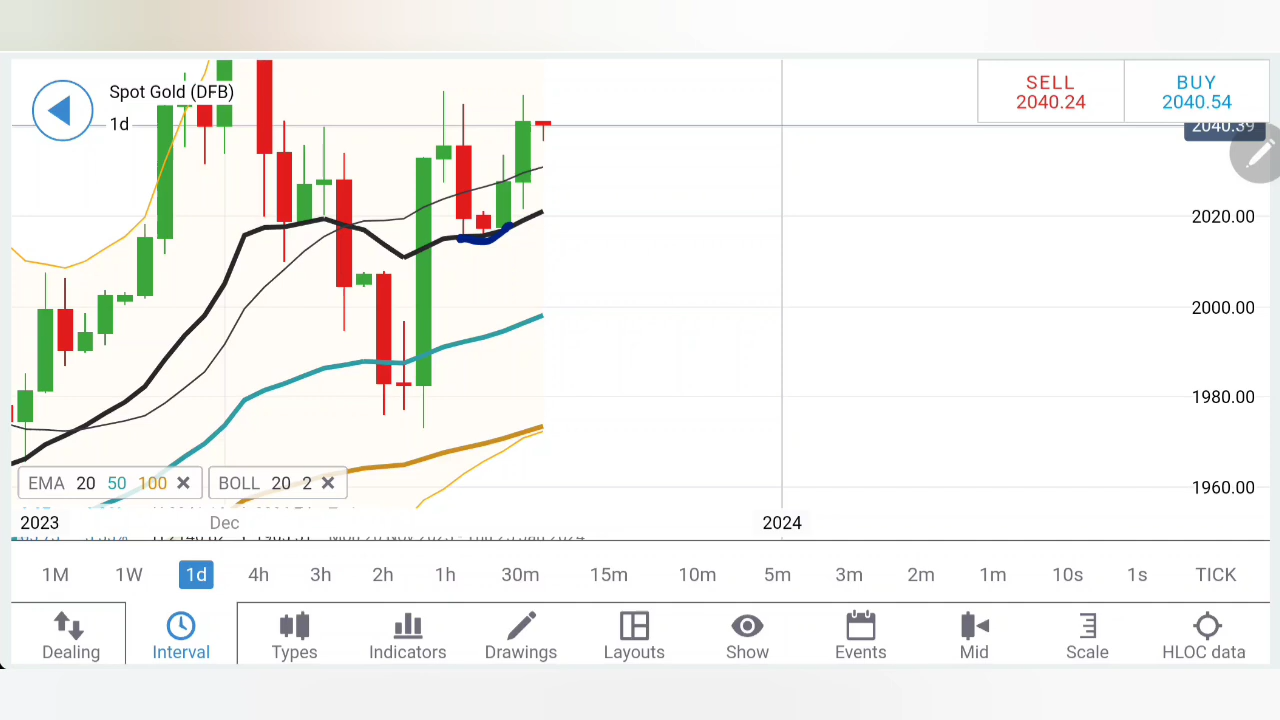 Spot Gold (DFB)
1d
SELL
2040.24
BUY
2040.54
2040.39
2020.00
2000.00
1980.00
1960.00
EMA 20 50 100
BOLL 20 2
2023 Dec 2024
1M 1W 1d 4h 3h 2h 1h 30m 15m 10m 5m 3m 2m 1m 10s 1s TICK
Dealing Interval Types Indicators Drawings Layouts Show Events Mid Scale HLOC data